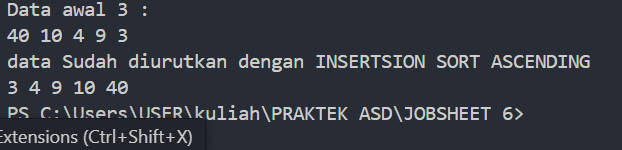 Data awal 3 :
40 10 4 9 3
data Sudah diurutkan dengan INSERTSION SORT ASCENDING
3 4 9 10 40
PS C:\Users\USER\kuliah\PRAKTEK ASD\JOBSHEET 6>
Extensions (Ctrl+Shift+X)